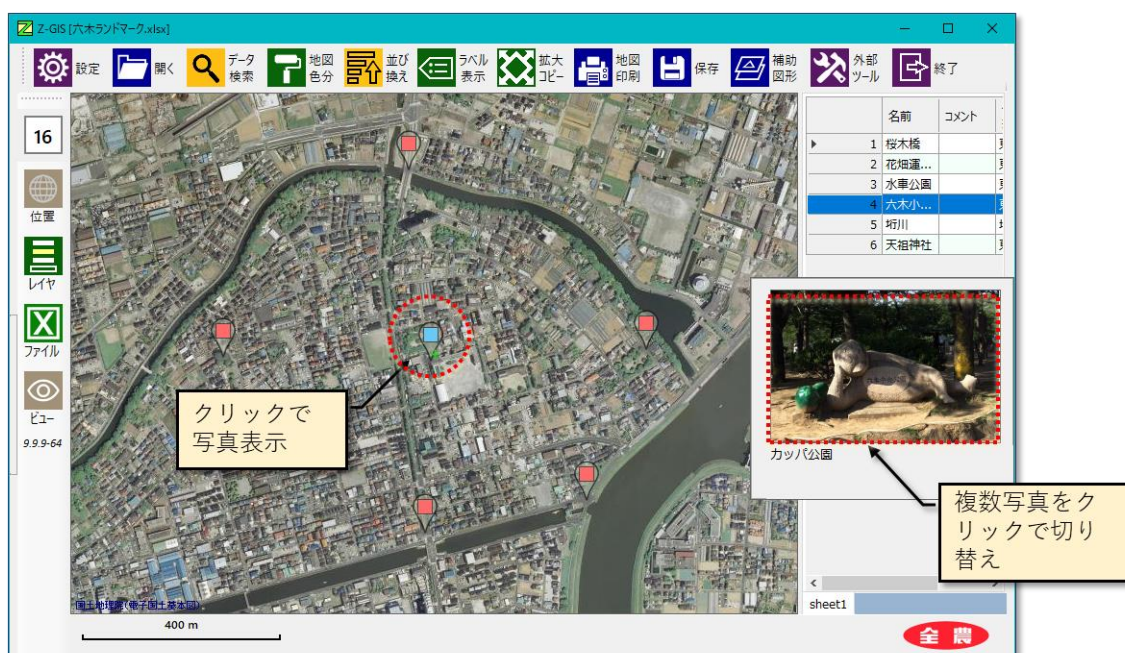 Z-GIS [六木ランドマーク.xlsx]
設定 開く データ検索 地図色分 並び換え ラベル表示 拡大コピー 地図印刷 保存 補助図形 外部ツール 終了
16
位置
レイヤ
ファイル
ビュー
9.9.9-64
名前 コメント
1 桜木橋
2 花畑運...
3 水車公園
4 六木小...
5 垳川
6 天祖神社
クリックで
写真表示
カッパ公園
複数写真をク
リックで切り
替え
国土地理院(電子国土基本図)
400 m
sheet1
全農